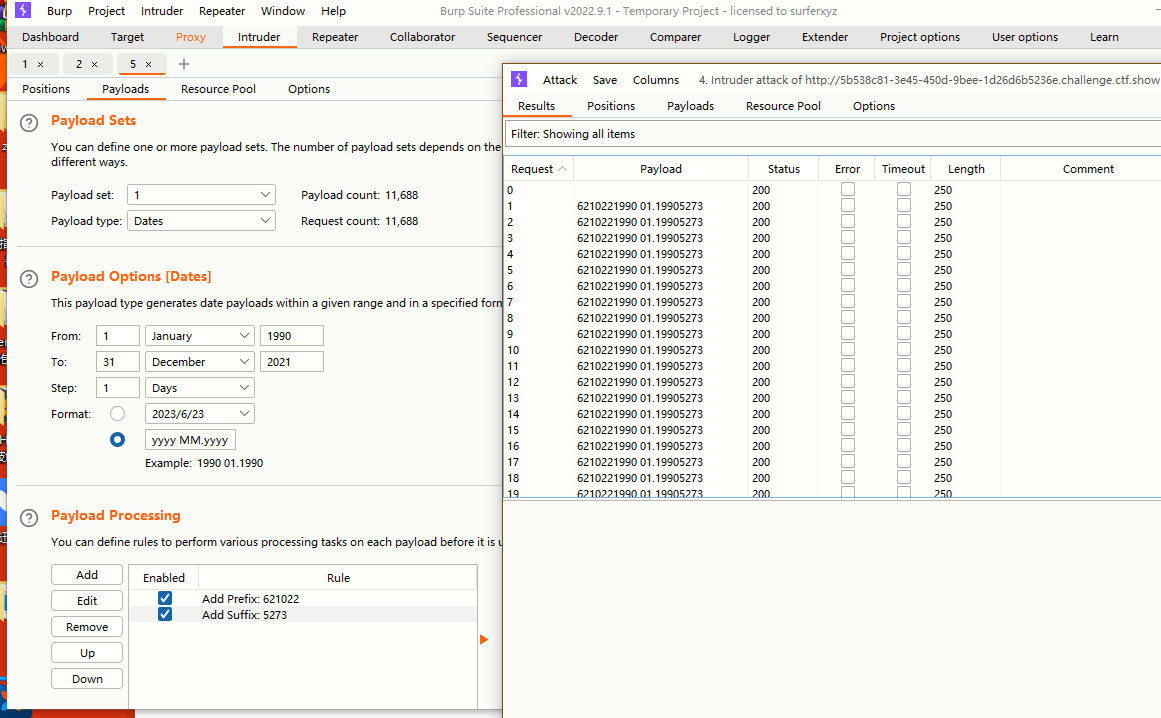 Burp Project Intruder Repeater Window Help Burp Suite Professional v2022.9.1 - Temporary Project - licensed to surferxyz
Dashboard Target Proxy Intruder Repeater Collaborator Sequencer Decoder Comparer Logger Extender Project options User options Learn
1 × 2 × 5 × +
Positions Payloads Resource Pool Options
? Payload Sets
You can define one or more payload sets. The number of payload sets depends on the
different ways.
Payload set: 1 Payload count: 11,688
Payload type: Dates Request count: 11,688
? Payload Options [Dates]
This payload type generates date payloads within a given range and in a specified form
From: 1 January 1990
To: 31 December 2021
Step: 1 Days
Format: 2023/6/23
yyyy MM.yyyy
Example: 1990 01.1990
? Payload Processing
You can define rules to perform various processing tasks on each payload before it is u
Add
Edit
Remove
Up
Down
Enabled Rule
Add Prefix: 621022
Add Suffix: 5273
Attack Save Columns 4. Intruder attack of http://5b538c81-3e45-450d-9bee-1d26d6b5236e.challenge.ctf.show
Results Positions Payloads Resource Pool Options
Filter: Showing all items
Request Payload Status Error Timeout Length Comment
0 200 250
1 6210221990 01.19905273 200 250
2 6210221990 01.19905273 200 250
3 6210221990 01.19905273 200 250
4 6210221990 01.19905273 200 250
5 6210221990 01.19905273 200 250
6 6210221990 01.19905273 200 250
7 6210221990 01.19905273 200 250
8 6210221990 01.19905273 200 250
9 6210221990 01.19905273 200 250
10 6210221990 01.19905273 200 250
11 6210221990 01.19905273 200 250
12 6210221990 01.19905273 200 250
13 6210221990 01.19905273 200 250
14 6210221990 01.19905273 200 250
15 6210221990 01.19905273 200 250
16 6210221990 01.19905273 200 250
17 6210221990 01.19905273 200 250
18 6210221990 01.19905273 200 250
19 6210221990 01.19905273 200 250